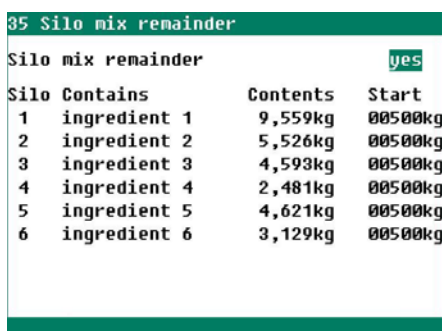 35 Silo mix remainder
Silo mix remainder yes
Silo Contains Contents Start
1 ingredient 1 9,559kg 00500kg
2 ingredient 2 5,526kg 00500kg
3 ingredient 3 4,593kg 00500kg
4 ingredient 4 2,481kg 00500kg
5 ingredient 5 4,621kg 00500kg
6 ingredient 6 3,129kg 00500kg